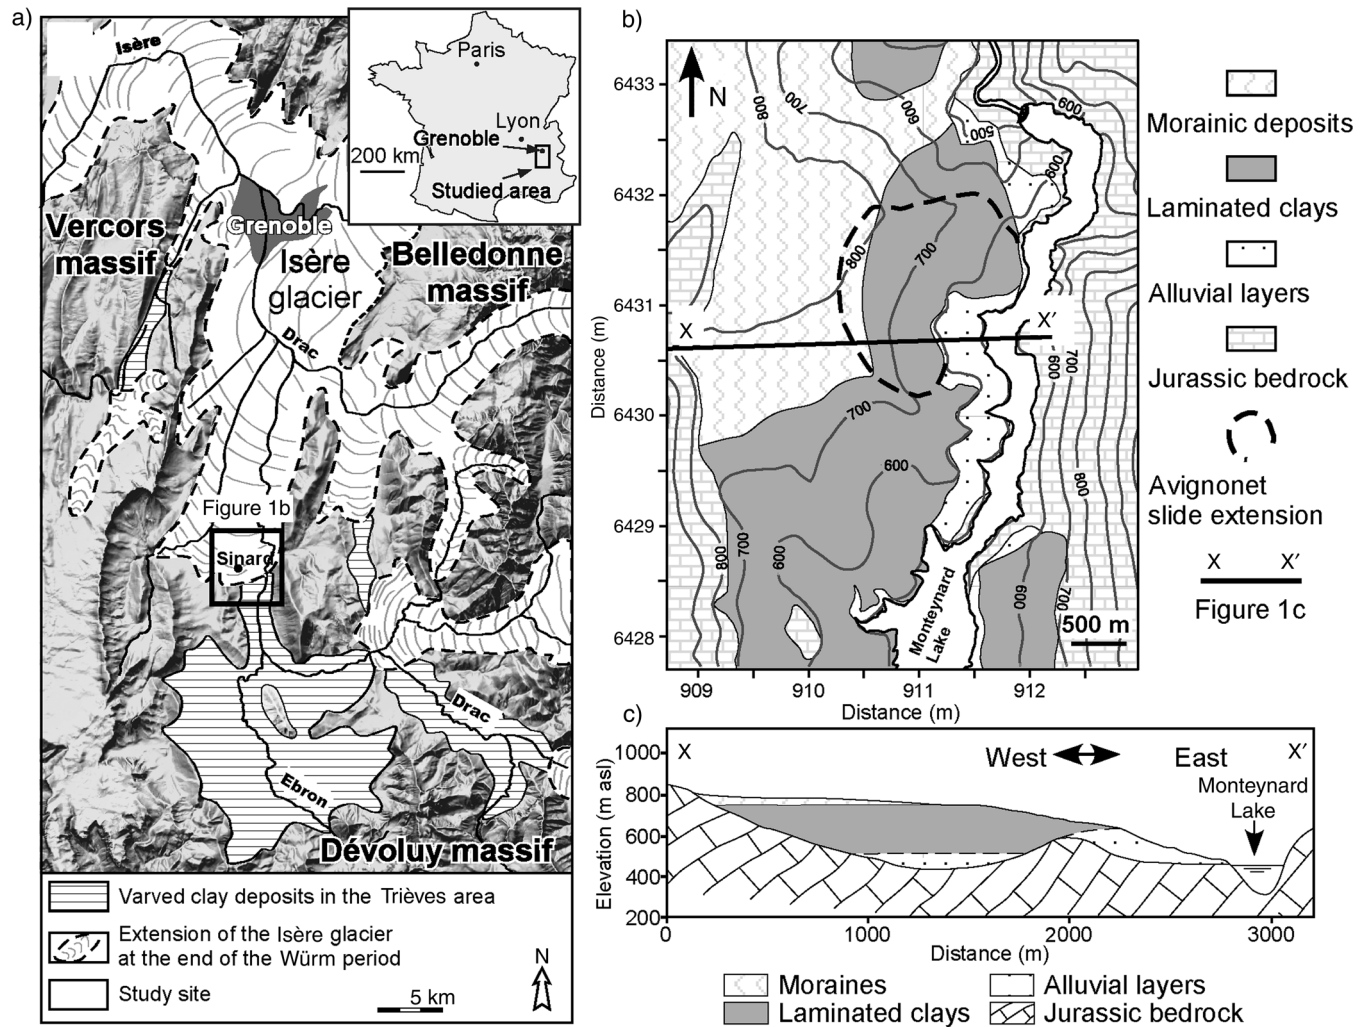 a)
Isère
Paris
Lyon
Grenoble
200 km
Studied area
Vercors
massif
Grenoble
Isère
glacier
Belledonne
massif
Drac
Figure 1b
Sinard
Drac
Ebron
Dévoluy massif
Varved clay deposits in the Trièves area
Extension of the Isère glacier
at the end of the Würm period
Study site
N
5 km
b)
N
6433
6432
6431
6430
6429
6428
Distance (m)
909
910
911
912
Distance (m)
800
700
600
500
600
600
800
700
X
X′
600
700
700
600
800
800
700
600
600
700
Monteynard
Lake
500 m
Morainic deposits
Laminated clays
Alluvial layers
Jurassic bedrock
Avignonet
slide extension
X X′
Figure 1c
c)
X
West
East
X′
Monteynard
Lake
1000
800
600
400
200
Elevation (m asl)
0
1000
2000
3000
Distance (m)
Moraines
Alluvial layers
Laminated clays
Jurassic bedrock